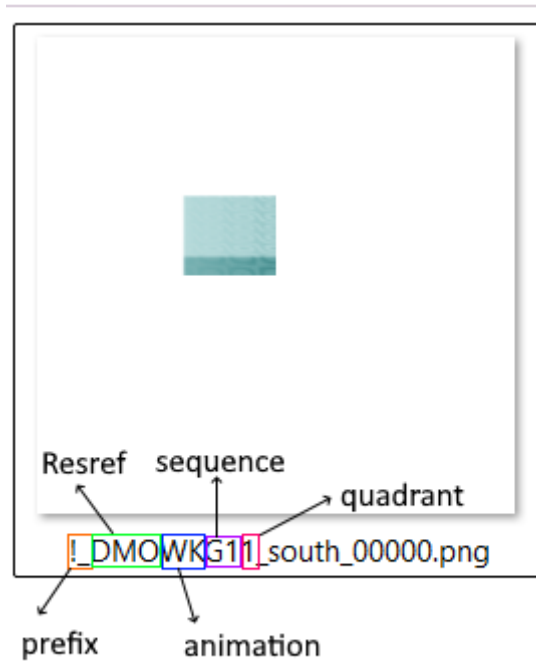 Resref sequence
quadrant
!_DMOWKG11_south_00000.png
prefix animation